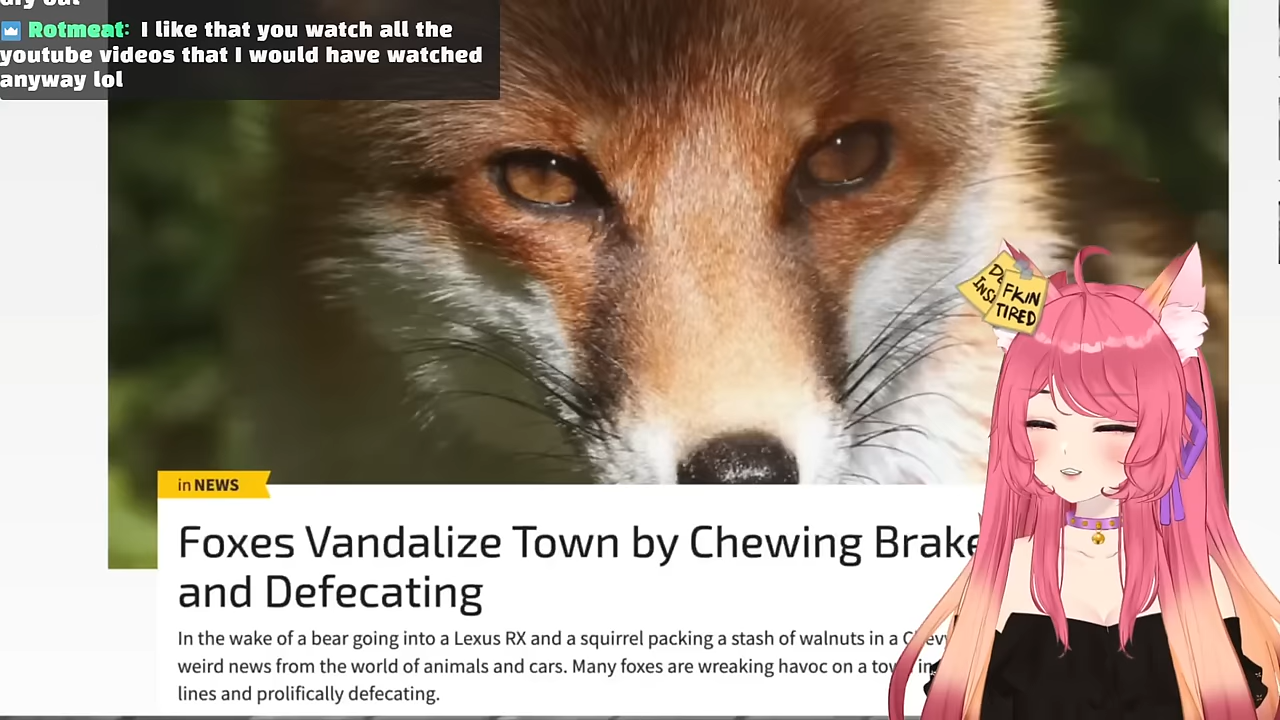 Rotmeat: I like that you watch all the
youtube videos that I would have watched
anyway lol
FKIN
TIRED
in NEWS
Foxes Vandalize Town by Chewing Brake
and Defecating
In the wake of a bear going into a Lexus RX and a squirrel packing a stash of walnuts in a
weird news from the world of animals and cars. Many foxes are wreaking havoc on a
lines and prolifically defecating.